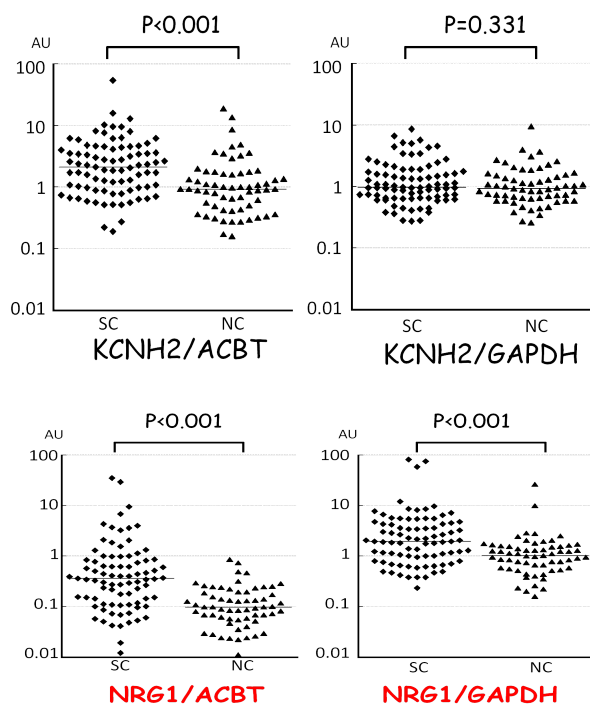 P<0.001
AU
100
10
1
0.1
0.01
SC NC
KCNH2/ACBT
P=0.331
100
10
1
0.1
0.01
SC NC
KCNH2/GAPDH
P<0.001
AU
100
10
1
0.1
0.01
SC NC
NRG1/ACBT
P<0.001
AU
100
10
1
0.1
0.01
SC NC
NRG1/GAPDH